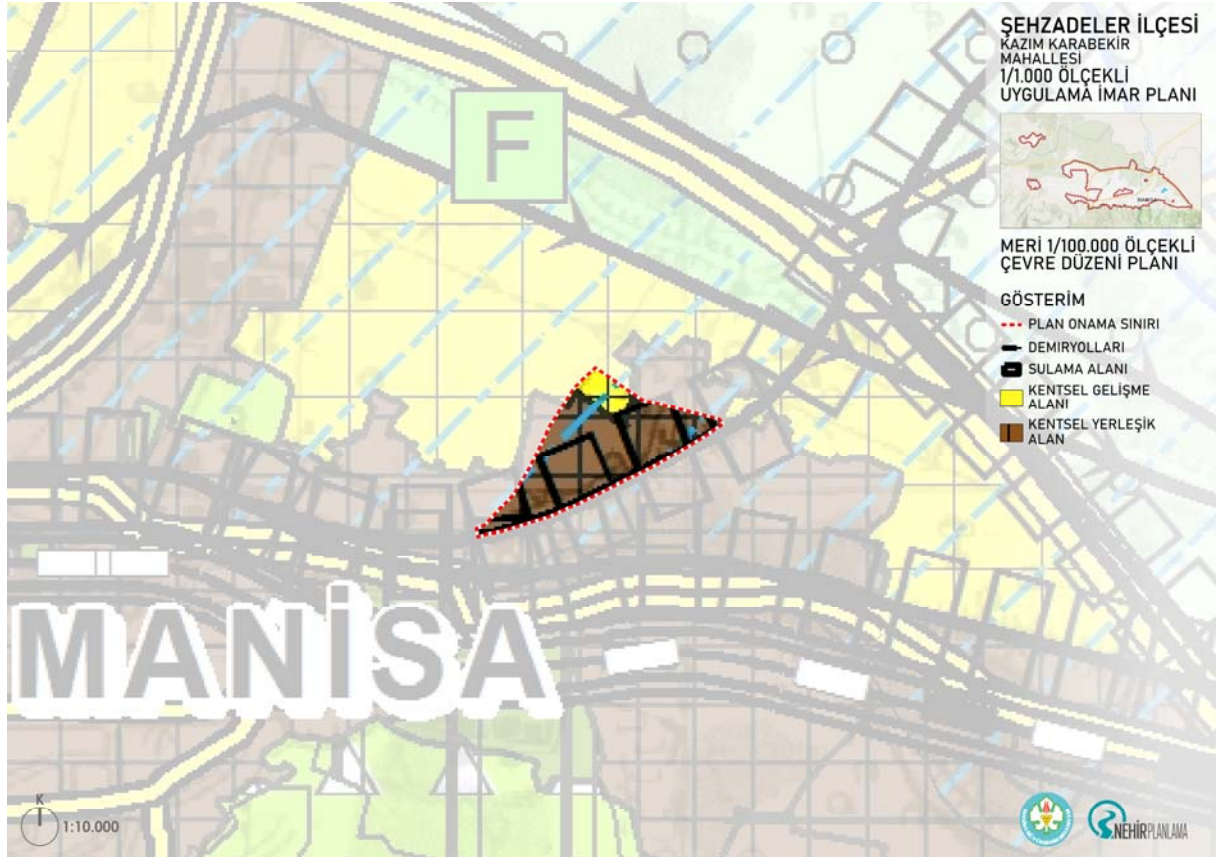 ŞEHZADELER İLÇESİ
KAZIM KARABEKİR
MAHALLESİ
1/1.000 ÖLÇEKLİ
UYGULAMA İMAR PLANI
MERİ 1/100.000 ÖLÇEKLİ
ÇEVRE DÜZENİ PLANI
GÖSTERİM
PLAN ONAMA SINIRI
DEMİRYOLLARI
SULAMA ALANI
KENTSEL GELİŞME
ALANI
KENTSEL YERLEŞİK
ALAN
F
MANİSA
K
1:10.000
NEHİR PLANLAMA